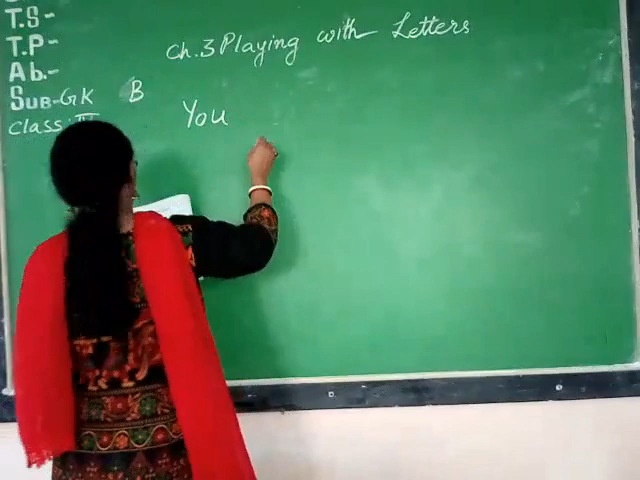 T.S-
T.P-
Ab.-
SUB-GK
Class:
Ch.3 Playing with Letters
B
You